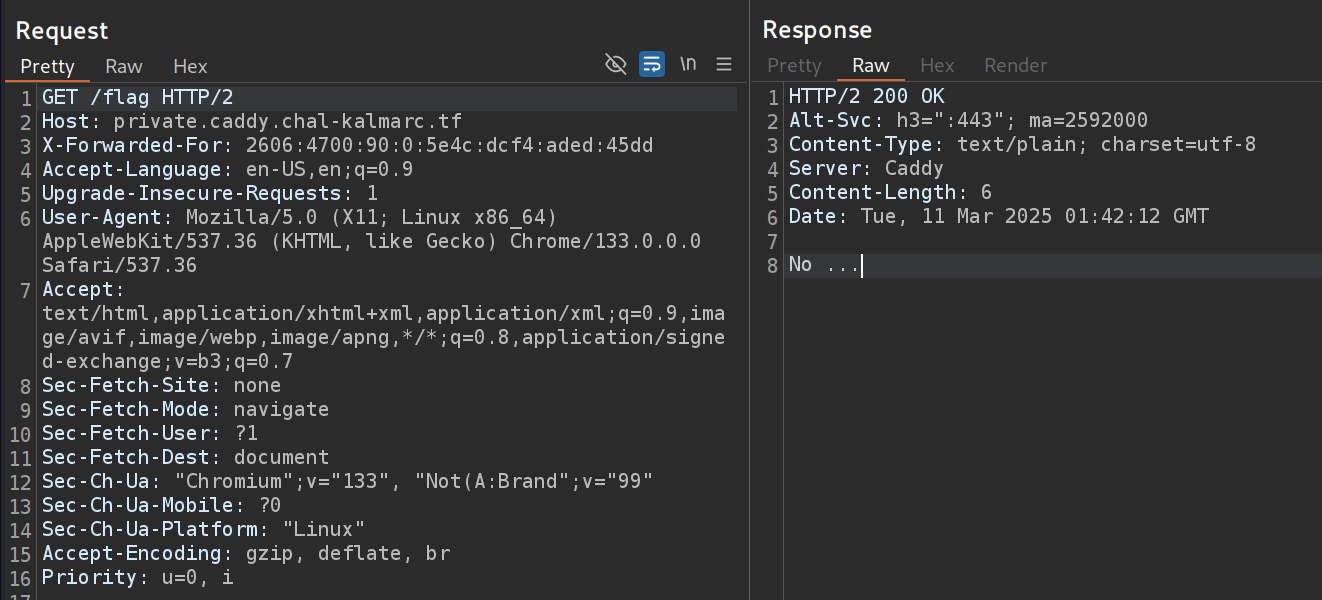 Request
Pretty Raw Hex
\n
1 GET /flag HTTP/2
2 Host: private.caddy.chal-kalmarc.tf
3 X-Forwarded-For: 2606:4700:90:0:5e4c:dcf4:aded:45dd
4 Accept-Language: en-US,en;q=0.9
5 Upgrade-Insecure-Requests: 1
6 User-Agent: Mozilla/5.0 (X11; Linux x86_64)
AppleWebKit/537.36 (KHTML, like Gecko) Chrome/133.0.0.0
Safari/537.36
7 Accept:
text/html,application/xhtml+xml,application/xml;q=0.9,ima
ge/avif,image/webp,image/apng,*/*;q=0.8,application/signe
d-exchange;v=b3;q=0.7
8 Sec-Fetch-Site: none
9 Sec-Fetch-Mode: navigate
10 Sec-Fetch-User: ?1
11 Sec-Fetch-Dest: document
12 Sec-Ch-Ua: "Chromium";v="133", "Not(A:Brand";v="99"
13 Sec-Ch-Ua-Mobile: ?0
14 Sec-Ch-Ua-Platform: "Linux"
15 Accept-Encoding: gzip, deflate, br
16 Priority: u=0, i
17
Response
Pretty Raw Hex Render
1 HTTP/2 200 OK
2 Alt-Svc: h3=":443"; ma=2592000
3 Content-Type: text/plain; charset=utf-8
4 Server: Caddy
5 Content-Length: 6
6 Date: Tue, 11 Mar 2025 01:42:12 GMT
7
8 No ...